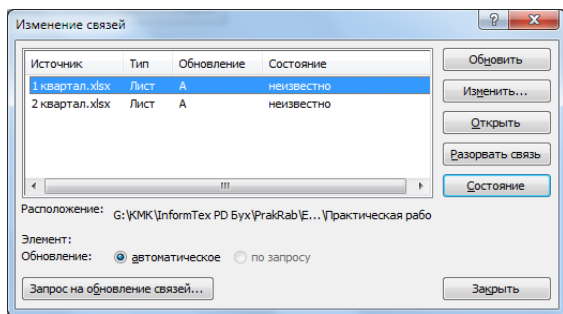 Изменение связей
Источник Тип Обновление Состояние
1 квартал.xlsx Лист А неизвестно
2 квартал.xlsx Лист А неизвестно
Обновить
Изменить...
Открыть
Разорвать связь
Состояние
Расположение: G:\КМК\InformTex PD Бух\PrakRab\E...\Практическая рабо
Элемент:
Обновление: автоматическое по запросу
Запрос на обновление связей... Закрыть